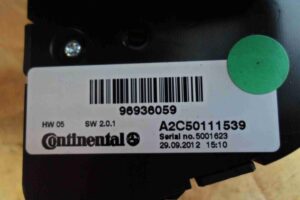 96936059
HW 05 SW 2.0.1 A2C50111539
Continental Serial no.5001623
29.09.2012 15:10